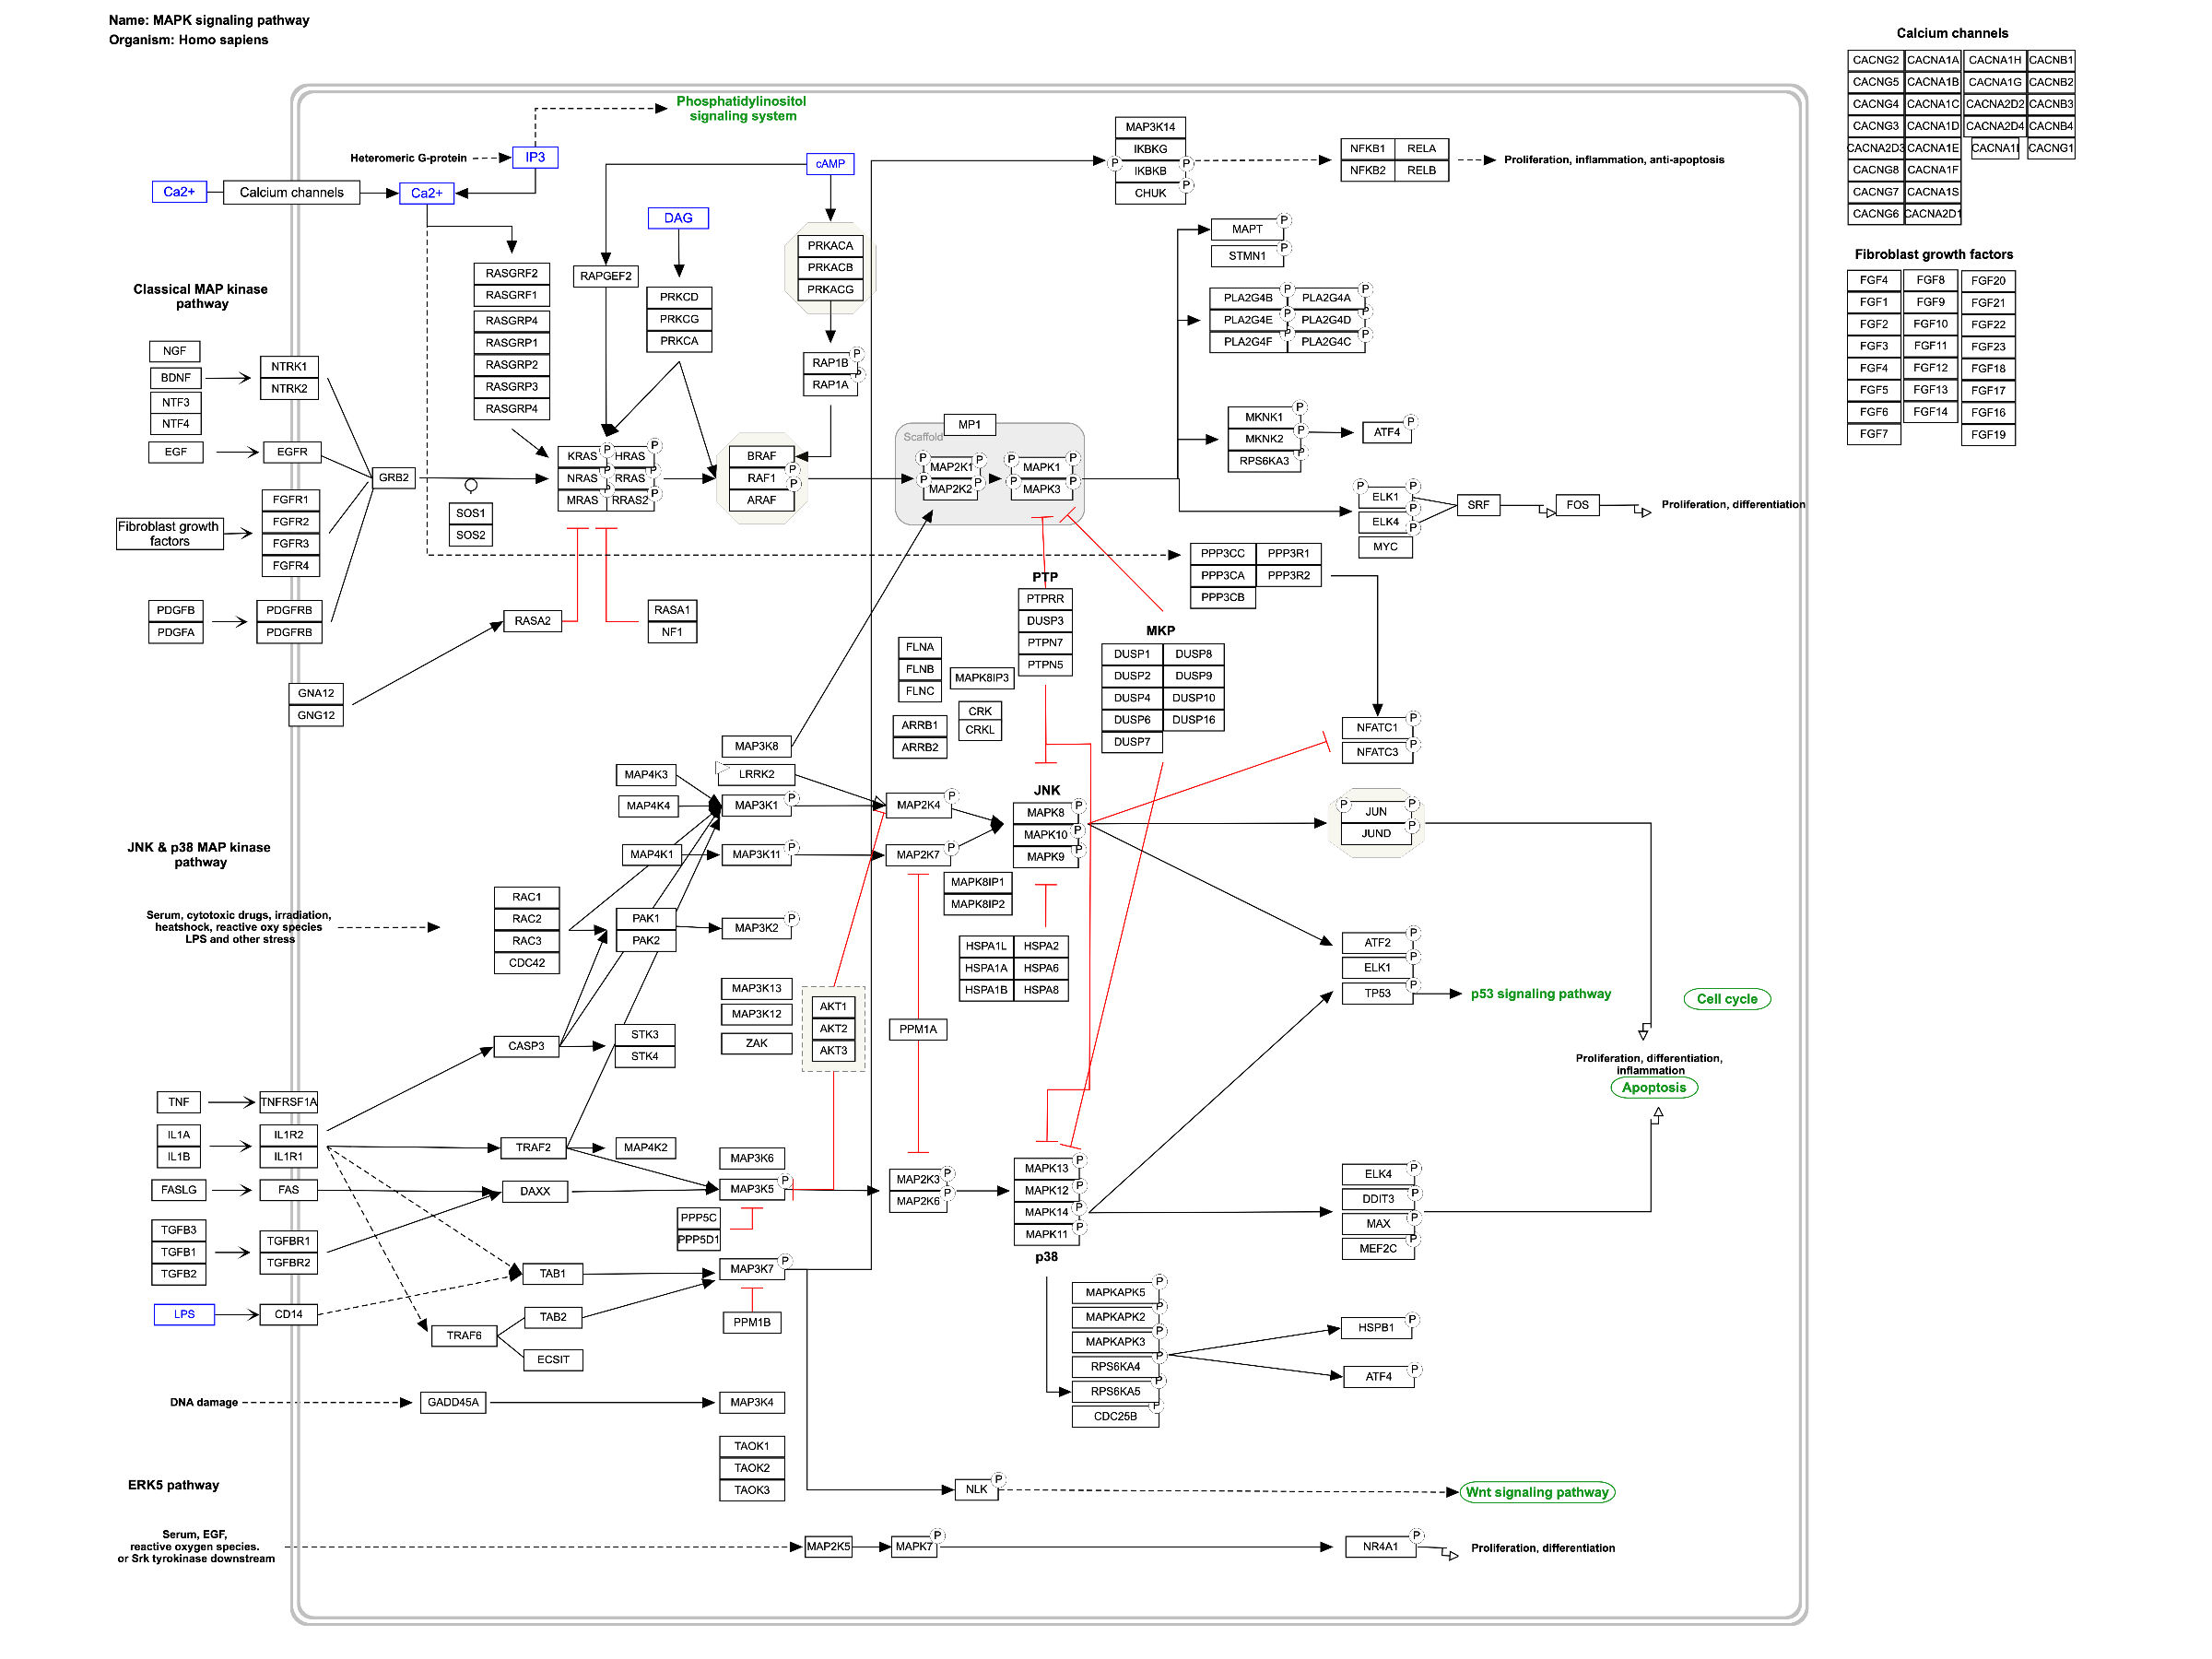 Name: MAPK signaling pathway
Organism: Homo sapiens
Calcium channels
CACNG2 CACNA1A CACNA1H CACNB1
CACNG5 CACNA1B CACNA1G CACNB2
CACNG4 CACNA1C CACNA2D2 CACNB3
CACNG3 CACNA1D CACNA2D4 CACNB4
CACNA2D3 CACNA1E CACNA1I CACNG1
CACNG8 CACNA1F
CACNG7 CACNA1S
CACNG6 CACNA2D1
Fibroblast growth factors
FGF4 FGF8 FGF20
FGF1 FGF9 FGF21
FGF2 FGF10 FGF22
FGF3 FGF11 FGF23
FGF4 FGF12 FGF18
FGF5 FGF13 FGF17
FGF6 FGF14 FGF16
FGF7 FGF19
Phosphatidylinositol
signaling system
Heteromeric G-protein
IP3
cAMP
Ca2+
Calcium channels
Ca2+
DAG
MAP3K14
IKBKG
P IKBKB P
CHUK P
NFKB1 RELA
NFKB2 RELB
Proliferation, inflammation, anti-apoptosis
PRKACA
PRKACB
PRKACG
RASGRF2
RASGRF1
RASGRP4
RASGRP1
RASGRP2
RASGRP3
RASGRP4
RAPGEF2
PRKCD
PRKCG
PRKCA
RAP1B P
RAP1A P
MAPT P
STMN1 P
PLA2G4B P PLA2G4A P
PLA2G4E P PLA2G4D P
PLA2G4F P PLA2G4C P
MKNK1 P
MKNK2 P
RPS6KA3 P
ATF4 P
Classical MAP kinase
pathway
NGF
BDNF
NTF3
NTF4
NTRK1
NTRK2
EGF
EGFR
GRB2
Fibroblast growth
factors
FGFR1
FGFR2
FGFR3
FGFR4
PDGFB
PDGFA
PDGFRB
PDGFRB
SOS1
SOS2
KRAS P HRAS P
NRAS P RRAS P
MRAS P RRAS2 P
BRAF
RAF1 P
ARAF P
Scaffold
MP1
P MAP2K1 P
P MAP2K2 P
P MAPK1 P
P MAPK3 P
P ELK1 P
ELK4 P
MYC P
SRF
FOS
Proliferation, differentiation
PPP3CC PPP3R1
PPP3CA PPP3R2
PPP3CB
RASA2
RASA1
NF1
GNA12
GNG12
PTP
PTPRR
DUSP3
PTPN7
PTPN5
MKP
DUSP1 DUSP8
DUSP2 DUSP9
DUSP4 DUSP10
DUSP6 DUSP16
DUSP7
FLNA
FLNB
FLNC
MAPK8IP3
ARRB1
ARRB2
CRK
CRKL
NFATC1 P
NFATC3 P
MAP3K8
LRRK2
MAP4K3
MAP4K4
MAP3K1 P
MAP2K4 P
MAP4K1
MAP3K11 P
MAP2K7 P
JNK
MAPK8 P
MAPK10 P
MAPK9 P
P JUN P
JUND P
JNK & p38 MAP kinase
pathway
MAPK8IP1
MAPK8IP2
RAC1
RAC2
RAC3
CDC42
PAK1
PAK2
MAP3K2 P
Serum, cytotoxic drugs, irradiation,
heatshock, reactive oxy species
LPS and other stress
HSPA1L HSPA2
HSPA1A HSPA6
HSPA1B HSPA8
ATF2 P
ELK1 P
TP53 P
p53 signaling pathway
Cell cycle
MAP3K13
MAP3K12
ZAK
AKT1
AKT2
AKT3
PPM1A
CASP3
STK3
STK4
Proliferation, differentiation,
inflammation
Apoptosis
TNF
TNFRSF1A
IL1A
IL1B
IL1R2
IL1R1
TRAF2
MAP4K2
MAP3K6
MAP3K5 P
FASLG
FAS
DAXX
MAP2K3 P
MAP2K6 P
MAPK13 P
MAPK12 P
MAPK14 P
MAPK11 P
p38
PPP5C
PPP5D1
TGFB3
TGFB1
TGFB2
TGFBR1
TGFBR2
ELK4 P
DDIT3 P
MAX P
MEF2C P
TAB1
MAP3K7 P
LPS
CD14
TAB2
TRAF6
ECSIT
PPM1B
MAPKAPK5 P
MAPKAPK2 P
MAPKAPK3
RPS6KA4 P
RPS6KA5 P
CDC25B P
HSPB1 P
ATF4 P
DNA damage
GADD45A
MAP3K4
TAOK1
TAOK2
TAOK3
ERK5 pathway
NLK P
Wnt signaling pathway
Serum, EGF,
reactive oxygen species.
or Srk tyrokinase downstream
MAP2K5
MAPK7 P
NR4A1 P
Proliferation, differentiation